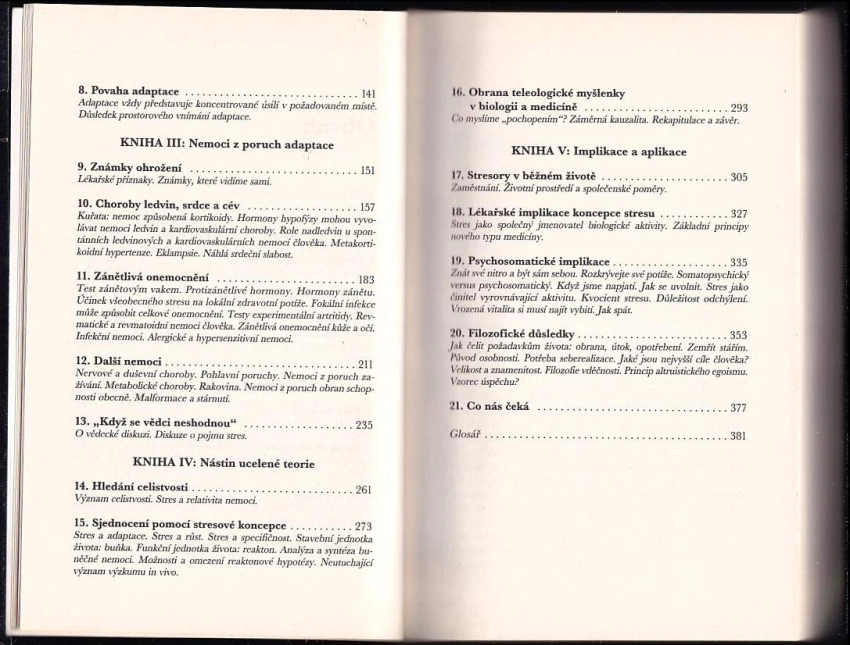 8. Povaha adaptace . . . . . . . . . . . . . . . . . . . . . . . . . . . . . . 141
Adaptace vždy představuje koncentrované úsilí v požadovaném místě.
Důsledek prostorového vnímání adaptace.
KNIHA III: Nemoci z poruch adaptace
9. Známky ohrožení . . . . . . . . . . . . . . . . . . . . . . . . . . . . . 151
Lékařské příznaky. Známky, které vidíme sami.
10. Choroby ledvin, srdce a cév . . . . . . . . . . . . . . . . . . . . 157
Kuřata: nemoc způsobená kortikoidy. Hormony hypofýzy mohou vyvo-
lávat nemoci ledvin a kardiovaskulární choroby. Role nadledvin u spon-
tánních ledvinových a kardiovaskulárních nemocí člověka. Metakorti-
koidní hypertenze. Eklampsie. Náhlá srdeční slabost.
11. Zánětlivá onemocnění . . . . . . . . . . . . . . . . . . . . . . . . 183
Test zánětovým vakem. Protizánětlivé hormony. Hormony zánětu.
Účinek všeobecného stresu na lokální zdravotní potíže. Fokální infekce
může způsobit celkové onemocnění. Testy experimentální artritidy. Rev-
matické a revmatoidní nemoci člověka. Zánětlivá onemocnění kůže a očí.
Infekční nemoci. Alergické a hypersenzitivní nemoci.
12. Další nemoci . . . . . . . . . . . . . . . . . . . . . . . . . . . . . . . . 211
Nervové a duševní choroby. Pohlavní poruchy. Nemoci z poruch za-
žívání. Metabolické choroby. Rakovina. Nemoci z poruch obran schop-
nosti obecně. Malformace a stárnutí.
13. „Když se vědci neshodnou“ . . . . . . . . . . . . . . . . . . . 235
O vědecké diskuzi. Diskuze o pojmu stres.
KNIHA IV: Nástin ucelené teorie
14. Hledání celistvosti . . . . . . . . . . . . . . . . . . . . . . . . . . . . 261
Význam celistvosti. Stres a relativita nemoci.
15. Sjednocení pomocí stresové koncepce . . . . . . . . . . . 273
Stres a adaptace. Stres a růst. Stres a specifičnost. Stavební jednotka
života: buňka. Funkční jednotka života: reakton. Analýza a syntéza bu-
něčné nemoci. Možnosti a omezení reaktonové hypotézy. Neutuchající
význam výzkumu in vivo.
16. Obrana teleologické myšlenky
v biologii a medicíně . . . . . . . . . . . . . . . . . . . . . . . . 293
Co myslíme „pochopením“? Záměrná kauzalita. Rekapitulace a závěr.
KNIHA V: Implikace a aplikace
17. Stresory v běžném životě . . . . . . . . . . . . . . . . . . . . . . 305
Zaměstnání. Životní prostředí a společenské poměry.
18. Lékařské implikace koncepce stresu . . . . . . . . . . . . 327
Stres jako společný jmenovatel biologické aktivity. Základní principy
nového typu medicíny.
19. Psychosomatické implikace . . . . . . . . . . . . . . . . . . . . 335
Znát své nitro a být sám sebou. Rozkrývejte své potíže. Somatopsychický
versus psychosomatický. Když jsme napjatí. Jak se uvolnit. Stres jako
činitel vyrovnávající aktivitu. Kvocient stresu. Důležitost odchýlení.
Vrozená vitalita si musí najít vybití. Jak spát.
20. Filozofické důsledky . . . . . . . . . . . . . . . . . . . . . . . . . 353
Jak čelit požadavkům života: obrana, útok, opotřebení. Zemřít stářím.
Původ osobnosti. Potřeba seberealizace. Jaké jsou nejvyšší cíle člověka?
Velikost a znamenitost. Filozofie vděčnosti. Princip altruistického egoismu.
Vzorec úspěchu?
21. Co nás čeká . . . . . . . . . . . . . . . . . . . . . . . . . . . . . . . . 377
Glosář . . . . . . . . . . . . . . . . . . . . . . . . . . . . . . . . . . . . . . . . 381